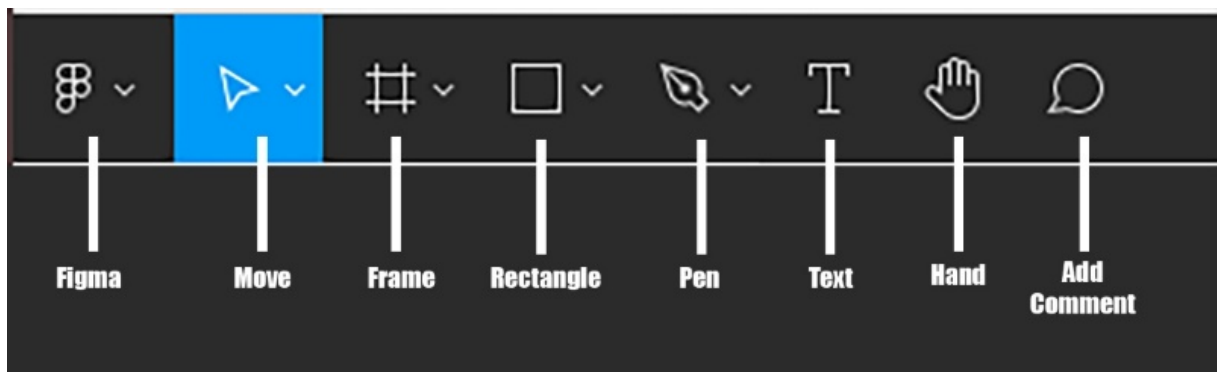 Figma
Move
Frame
Rectangle
Pen
Text
Hand
Add
Comment